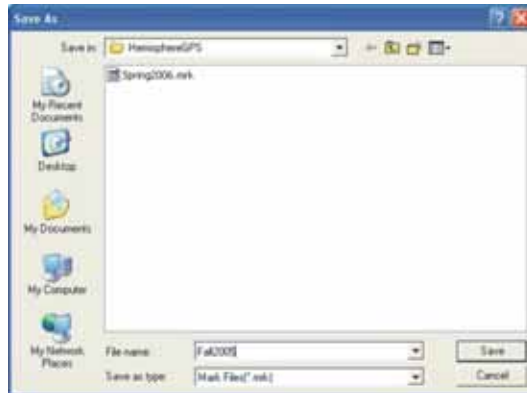 Save As
Save in: HemisphereGPS
Spring2006.mrk
My Recent
Documents
Desktop
My Documents
My Computer
My Network
Places
File name: Fall2005
Save as type: Mark Files(*.mrk)
Save
Cancel